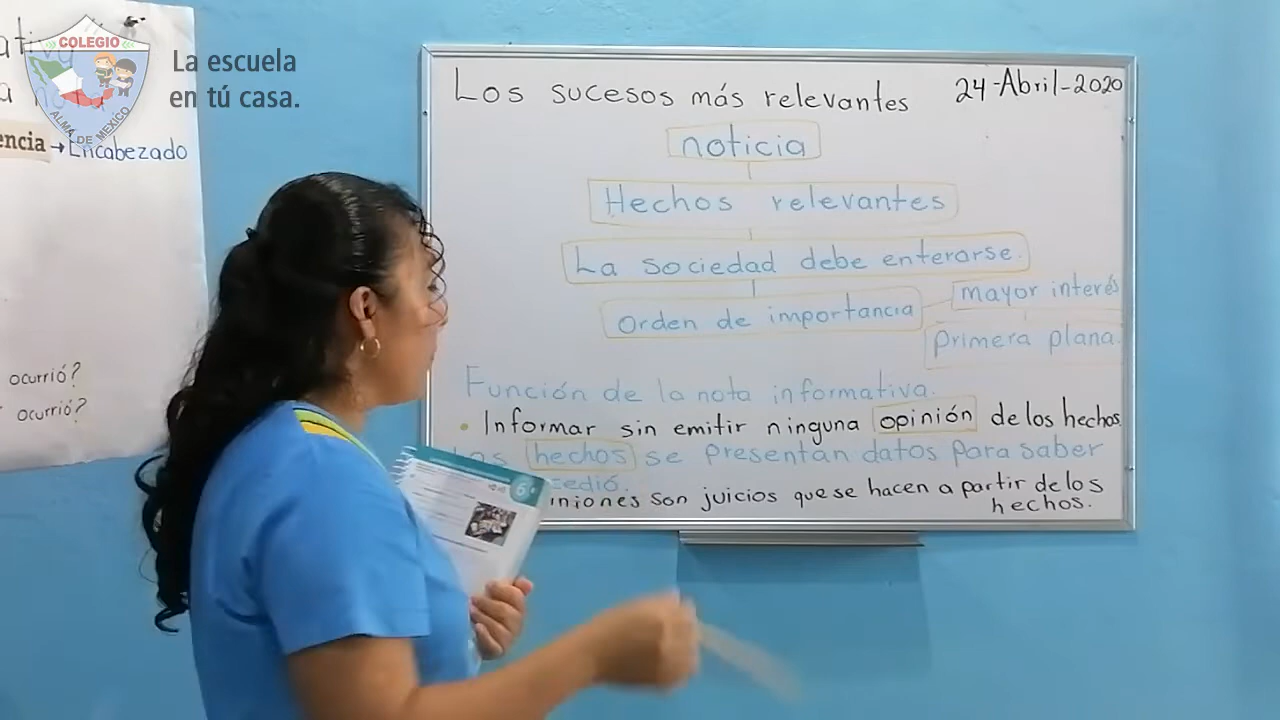 COLEGIO
ALMA DE MEXICO
La escuela
en tú casa.
encia → Encabezado
ocurrió?
ocurrió?
Los sucesos más relevantes
24-Abril-2020
noticia
Hechos relevantes
La sociedad debe enterarse.
Orden de importancia
mayor interés
primera plana.
Función de la nota informativa.
• Informar sin emitir ninguna opinión de los hechos.
hechos se presentan datos para saber
cedió.
iniones son juicios que se hacen a partir de los
hechos.
6°